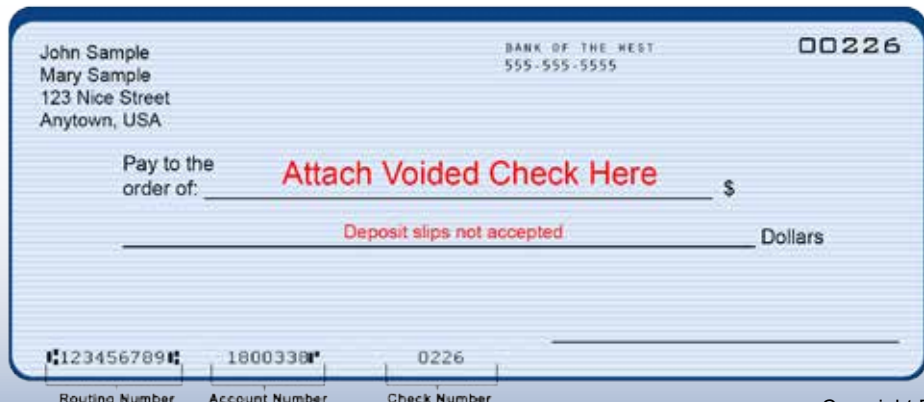 John Sample
Mary Sample
123 Nice Street
Anytown, USA
BANK OF THE WEST
555-555-5555
00226
Pay to the
order of:
Attach Voided Check Here
$
Deposit slips not accepted
Dollars
⑆123456789⑆ 1800338⑈ 0226
Routing Number Account Number Check Number